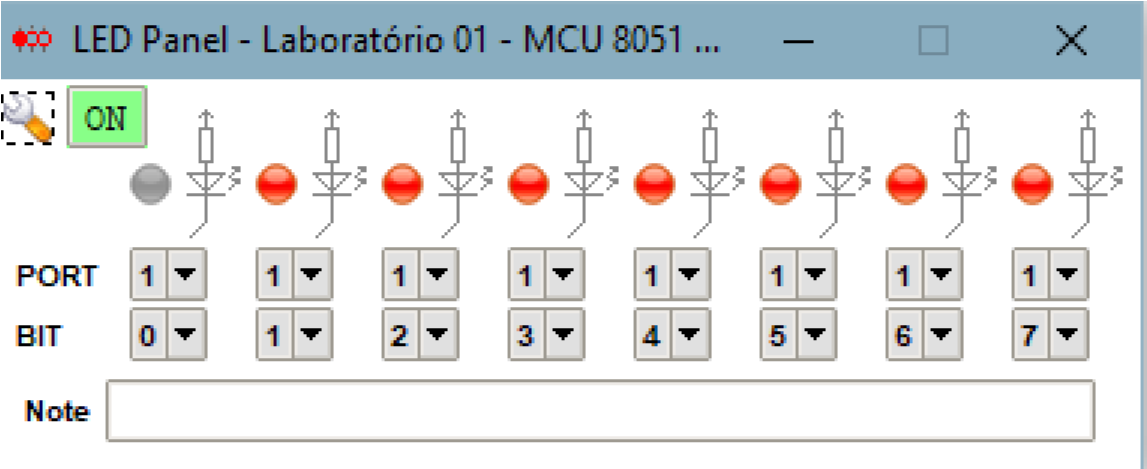 LED Panel - Laboratório 01 - MCU 8051 ...
ON
PORT 1 1 1 1 1 1 1 1
BIT 0 1 2 3 4 5 6 7
Note